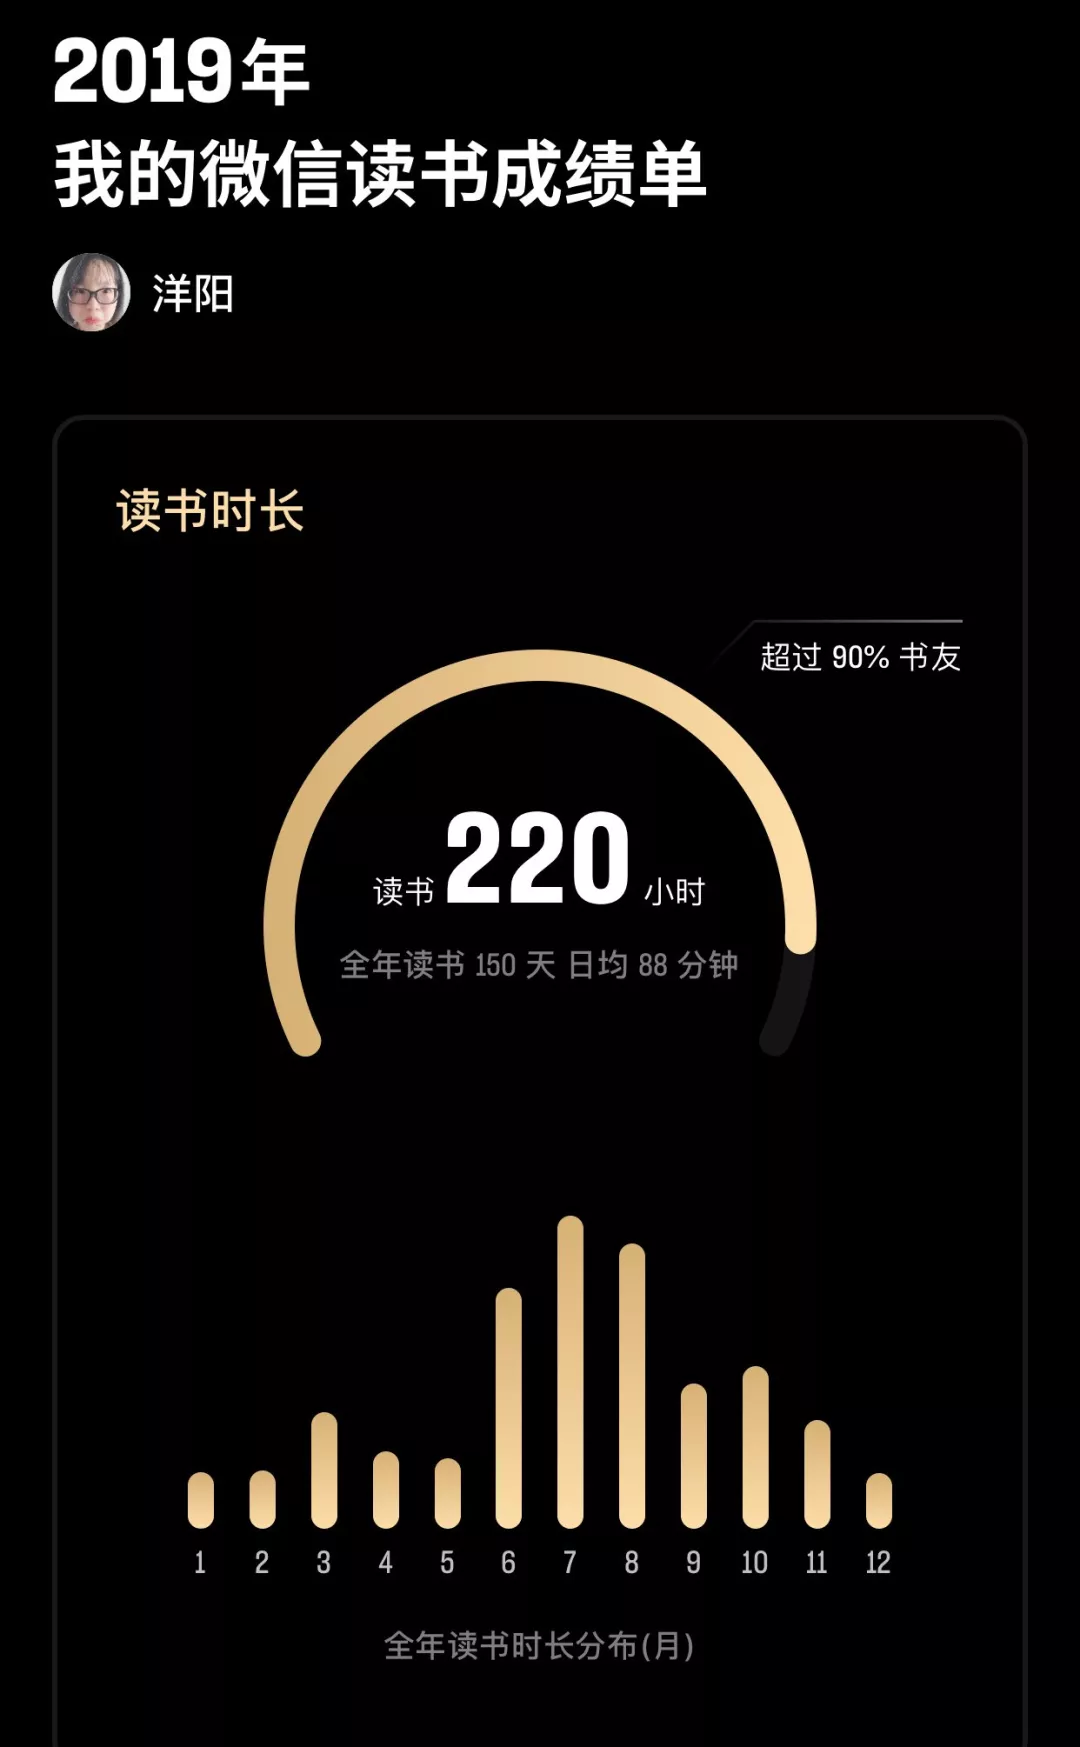 2019年
我的微信读书成绩单
洋阳
读书时长
超过 90% 书友
读书 220 小时
全年读书 150 天 日均 88 分钟
1 2 3 4 5 6 7 8 9 10 11 12
全年读书时长分布(月)